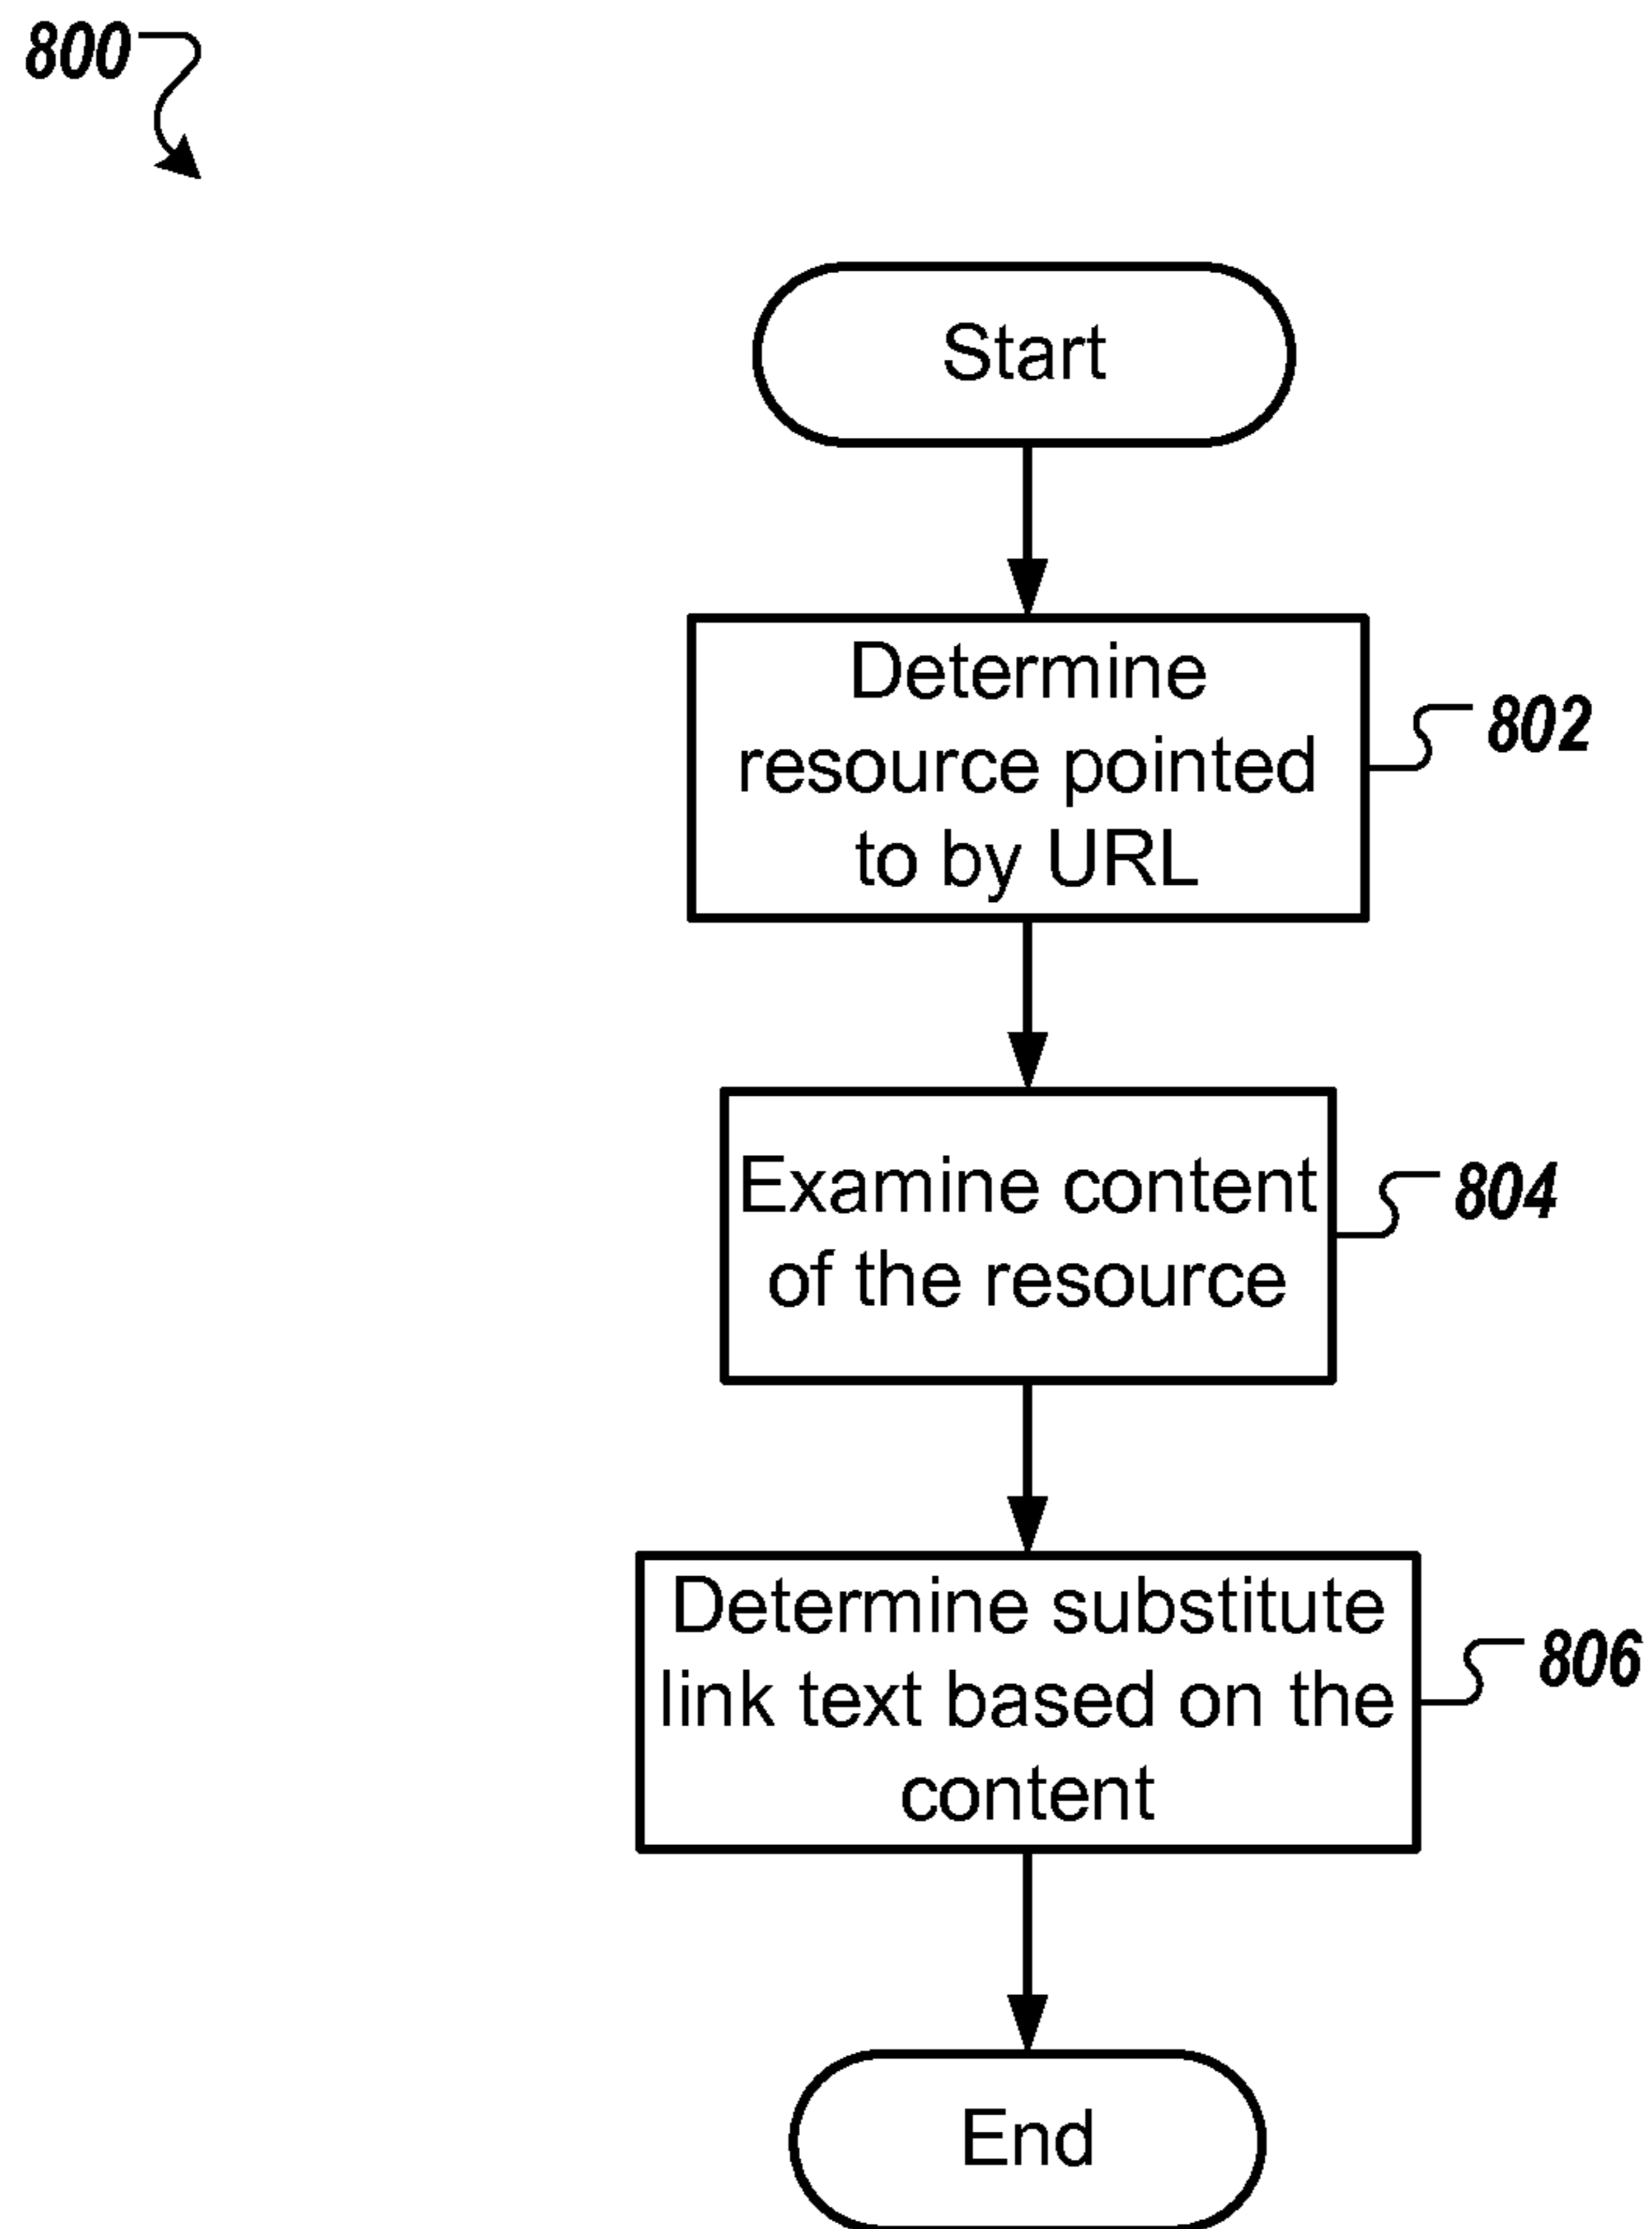 800
Start
Determine
resource pointed
to by URL
802
Examine content
of the resource
804
Determine substitute
link text based on the
content
806
End